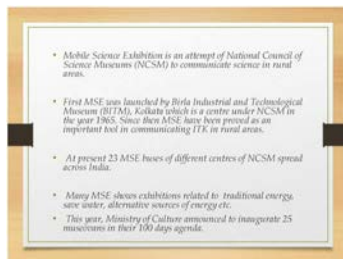 • Mobile Science Exhibition is an attempt of National Council of
Science Museums (NCSM) to communicate science in rural
areas.
• First MSE was launched by Birla Industrial and Technological
Museum (BITM), Kolkata which is a centre under NCSM in
the year 1965. Since then MSE have been proved as an
important tool in communicating ITK in rural areas.
• At present 23 MSE buses of different centres of NCSM spread
across India.
• Many MSE shows exhibitions related to traditional energy,
save water, alternative sources of energy etc.
• This year, Ministry of Culture announced to inaugurate 25
in their 100 days agenda.